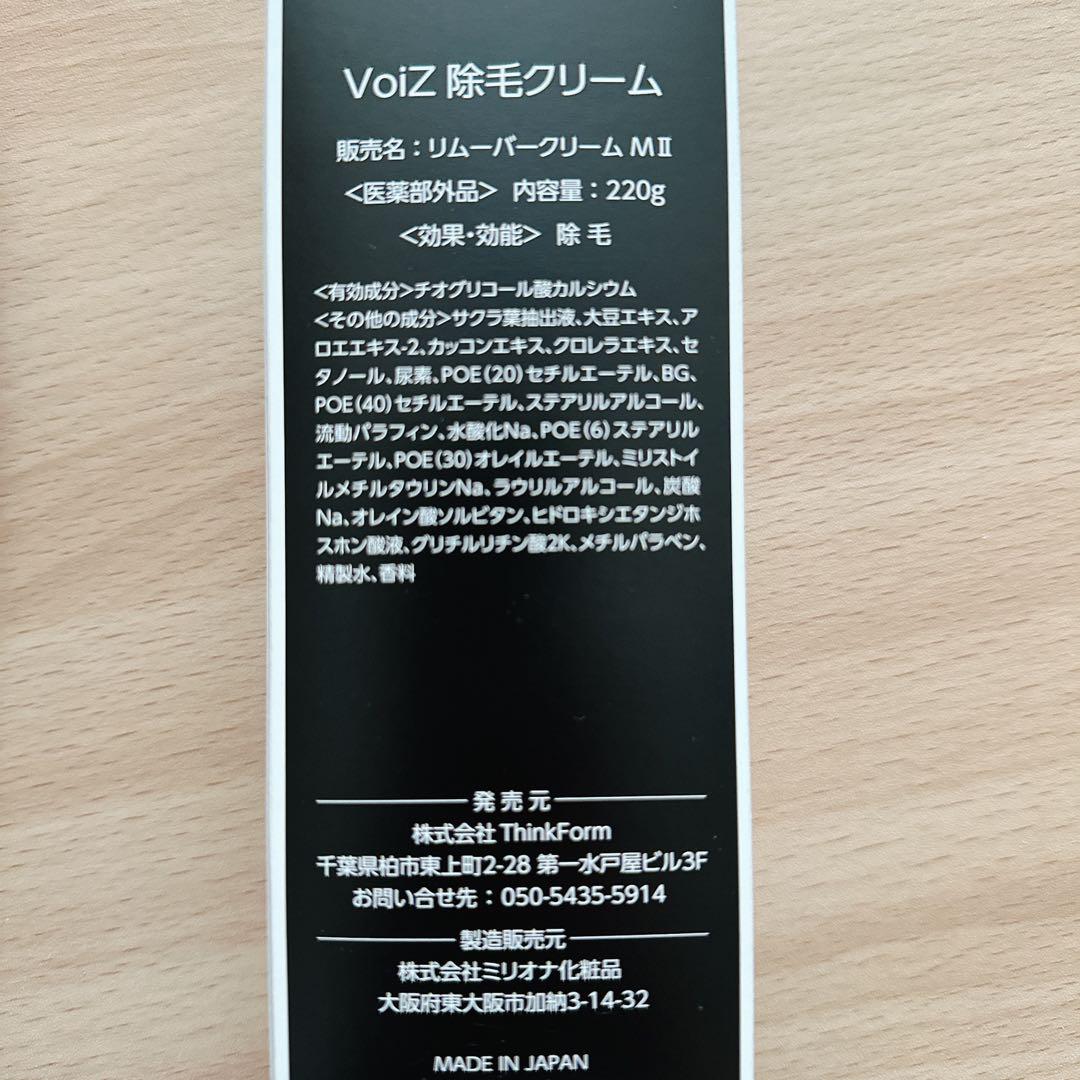 VoiZ 除毛クリーム
販売名：リムーバークリーム MⅡ
<医薬部外品> 内容量：220g
<効果・効能> 除 毛
<有効成分>チオグリコール酸カルシウム
<その他の成分>サクラ葉抽出液、大豆エキス、ア
ロエエキス-2、カッコンエキス、クロレラエキス、セ
タノール、尿素、POE(20)セチルエーテル、BG、
POE(40)セチルエーテル、ステアリルアルコール、
流動パラフィン、水酸化Na、POE(6)ステアリル
エーテル、POE(30)オレイルエーテル、ミリストイ
ルメチルタウリンNa、ラウリルアルコール、炭酸
Na、オレイン酸ソルビタン、ヒドロキシエタンジホ
スホン酸液、グリチルリチン酸2K、メチルパラベン、
精製水、香料
発 売 元
株式会社 ThinkForm
千葉県柏市東上町2-28 第一水戸屋ビル3F
お問い合せ先：050-5435-5914
製造販売元
株式会社ミリオナ化粧品
大阪府東大阪市加納3-14-32
MADE IN JAPAN